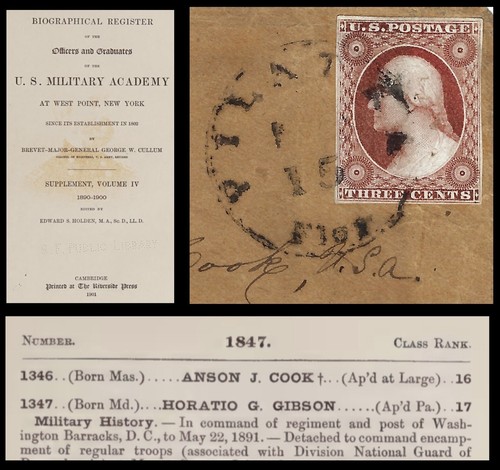 BIOGRAPHICAL REGISTER
OF THE
Officers and Graduates
OF THE
U. S. MILITARY ACADEMY
AT WEST POINT, NEW YORK
SINCE ITS ESTABLISHMENT IN 1802
BY
BREVET-MAJOR-GENERAL GEORGE W. CULLUM
SUPPLEMENT, VOLUME IV
1890-1900
EDITED BY
EDWARD S. HOLDEN, M. A., SC. D., LL. D.
CAMBRIDGE
Printed at The Riverside Press
1901
U.S. POSTAGE
THREE CENTS
15
Cook, U.S.A.
NUMBER. 1847. CLASS RANK.
1346. . (Born Mas.) . . . . . ANSON J. COOK † . . (Ap'd at Large) . . 16
1347. . (Born Md.) . . . . HORATIO G. GIBSON . . . . . . (Ap'd Pa.) . . 17
Military History. — In command of regiment and post of Wash-
ington Barracks, D. C., to May 22, 1891. — Detached to command encamp-
ment of regular troops (associated with Division National Guard of